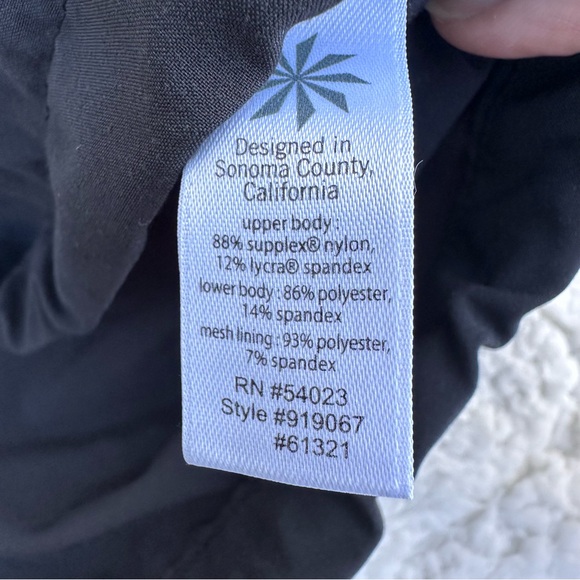 Designed in
Sonoma County,
California
upper body :
88% supplex® nylon,
12% lycra® spandex
lower body : 86% polyester,
14% spandex
mesh lining : 93% polyester,
7% spandex
RN #54023
Style #919067
#61321